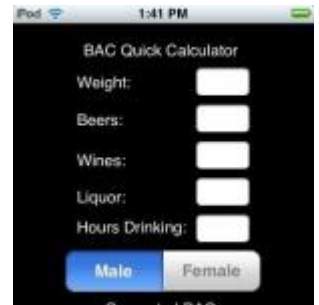 iPod 1:41 PM
BAC Quick Calculator
Weight:
Beers:
Wines:
Liquor:
Hours Drinking:
Male Female